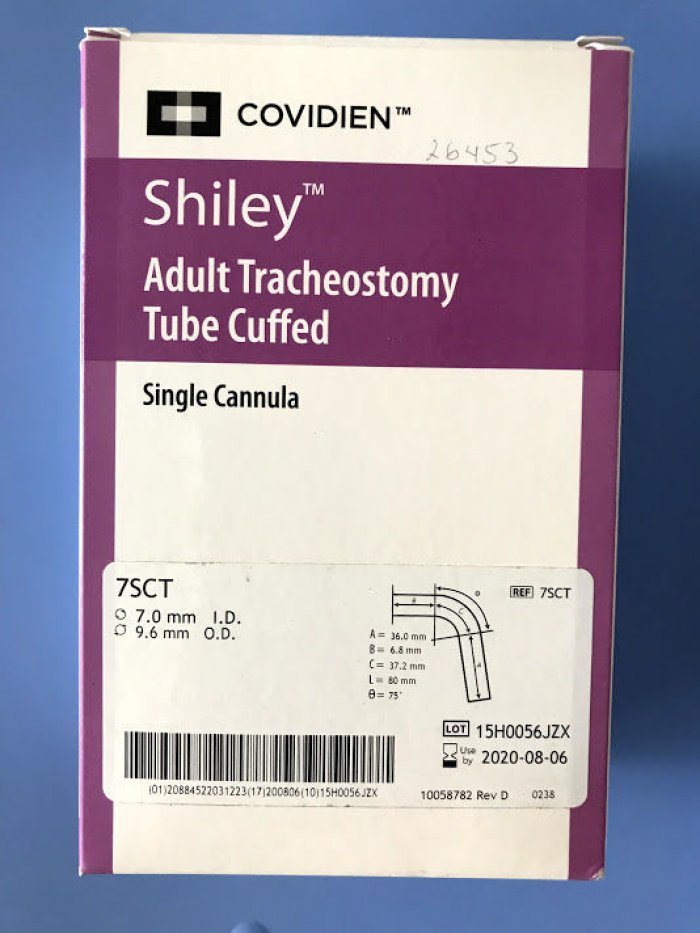 COVIDIEN™
26453
Shiley™
Adult Tracheostomy
Tube Cuffed
Single Cannula
7SCT
7.0 mm I.D.
9.6 mm O.D.
A = 36.0 mm
B = 6.8 mm
C = 37.2 mm
L = 80 mm
θ = 75°
B
C
θ
A
REF 7SCT
LOT 15H0056JZX
Use by 2020-08-06
(01)20884522031223(17)200806(10)15H0056JZX
10058782 Rev D 0238